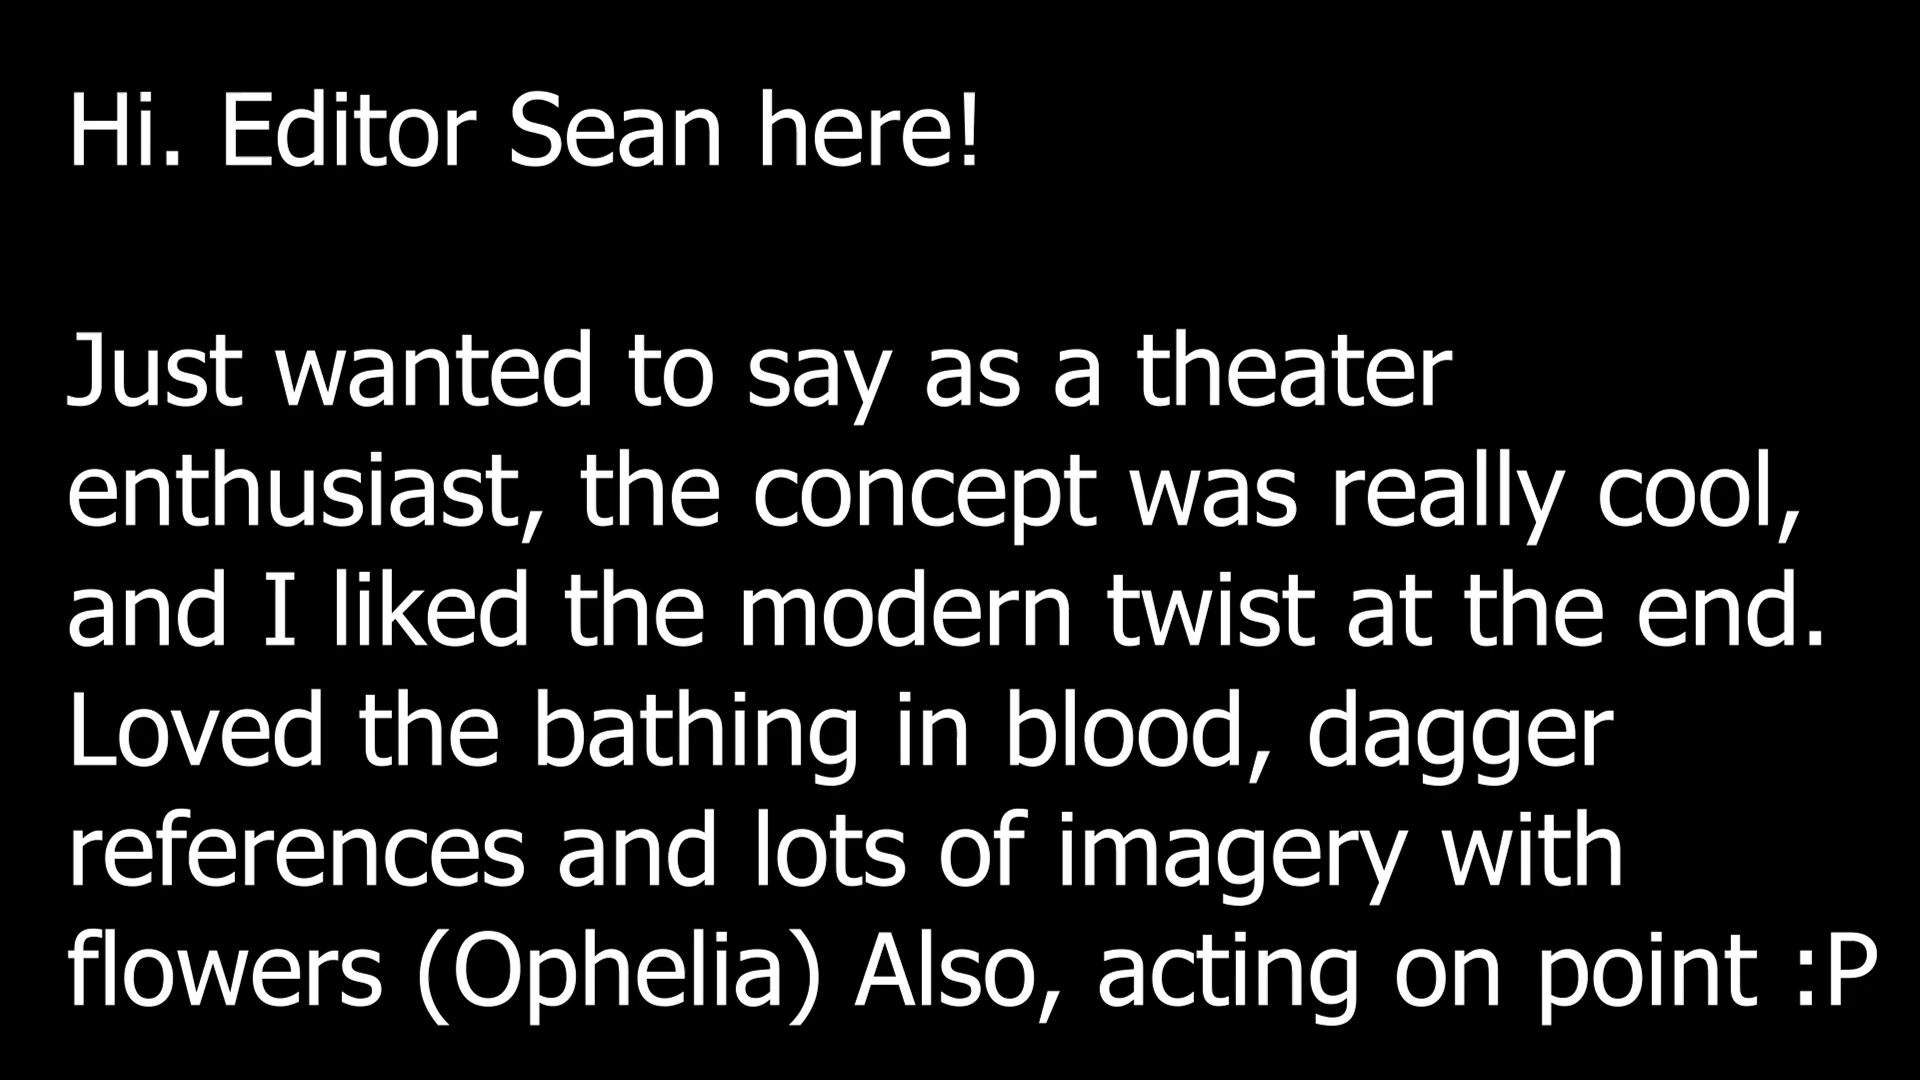 Hi. Editor Sean here!
Just wanted to say as a theater
enthusiast, the concept was really cool,
and I liked the modern twist at the end.
Loved the bathing in blood, dagger
references and lots of imagery with
flowers (Ophelia) Also, acting on point :P